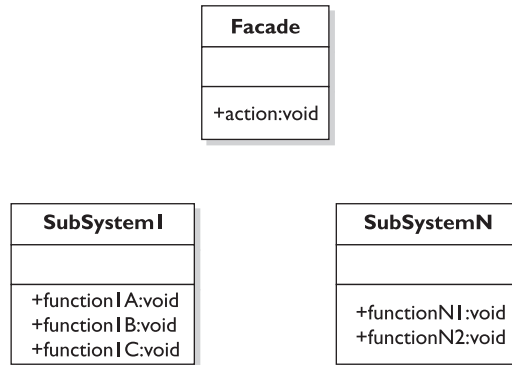 Facade
+action:void
SubSystem1
+function1A:void
+function1B:void
+function1C:void
SubSystemN
+functionN1:void
+functionN2:void